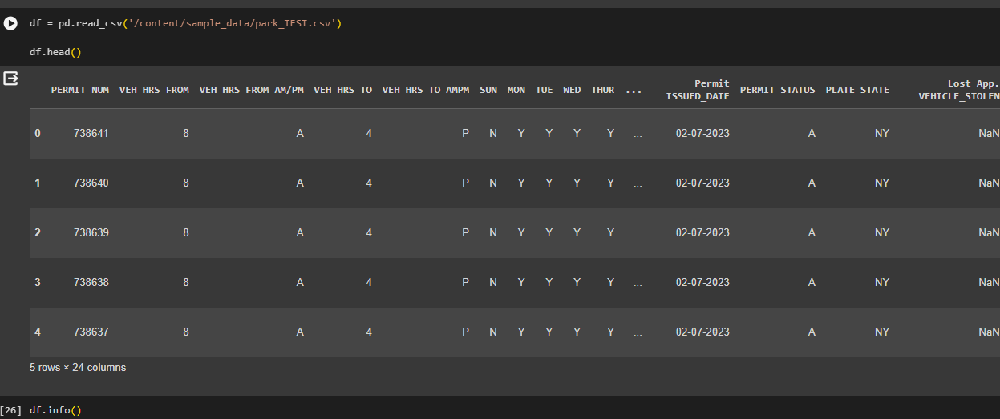 df = pd.read_csv('/content/sample_data/park_TEST.csv')
df.head()
PERMIT_NUM VEH_HRS_FROM VEH_HRS_FROM_AM/PM VEH_HRS_TO VEH_HRS_TO_AMPM SUN MON TUE WED THUR ... Permit ISSUED_DATE PERMIT_STATUS PLATE_STATE Lost App. VEHICLE_STOLEN
0 738641 8 A 4 P N Y Y Y Y ... 02-07-2023 A NY NaN
1 738640 8 A 4 P N Y Y Y Y ... 02-07-2023 A NY NaN
2 738639 8 A 4 P N Y Y Y Y ... 02-07-2023 A NY NaN
3 738638 8 A 4 P N Y Y Y Y ... 02-07-2023 A NY NaN
4 738637 8 A 4 P N Y Y Y Y ... 02-07-2023 A NY NaN
5 rows × 24 columns
[26] df.info()